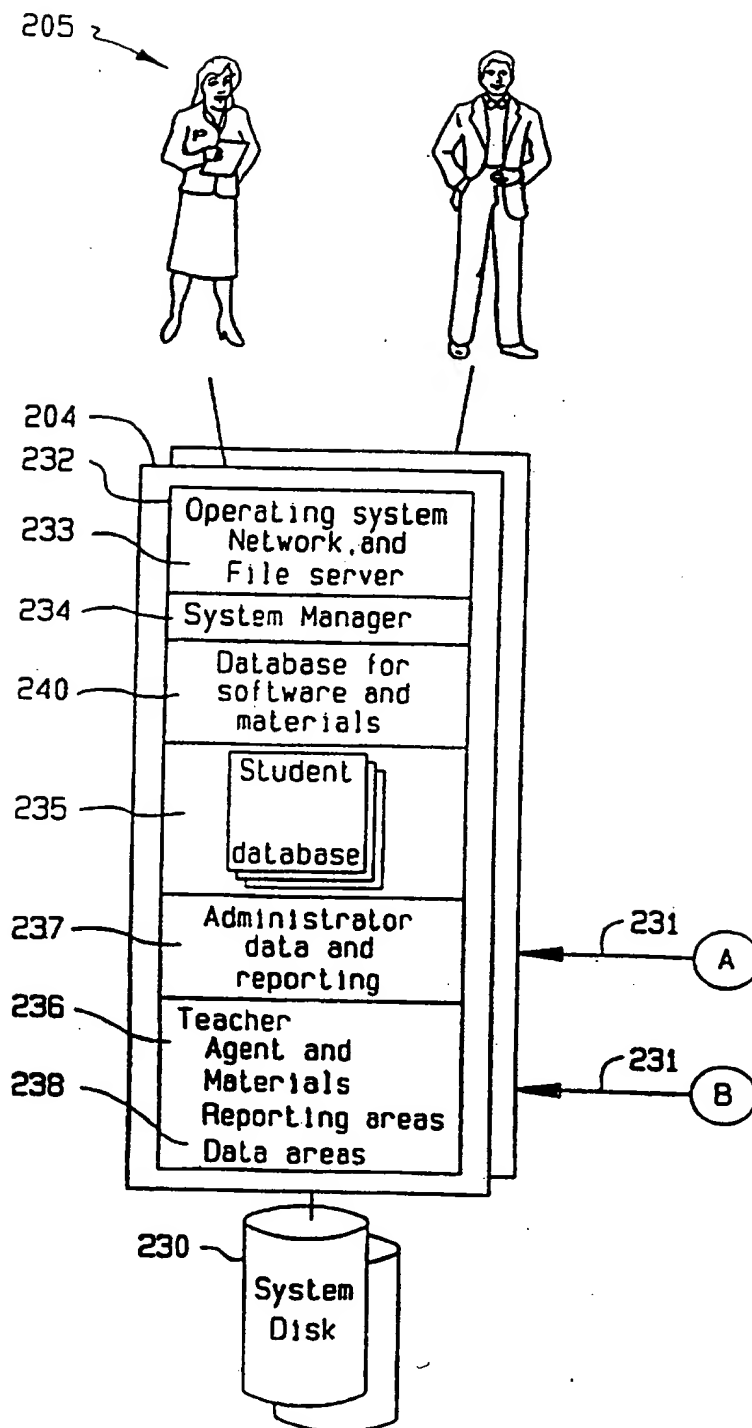 205
204
232
Operating system
233
Network, and
File server
234
System Manager
240
Database for
software and
materials
235
Student
database
237
Administrator
data and
reporting
231
A
236
Teacher
Agent and
Materials
231
B
238
Reporting areas
Data areas
230
System
Disk